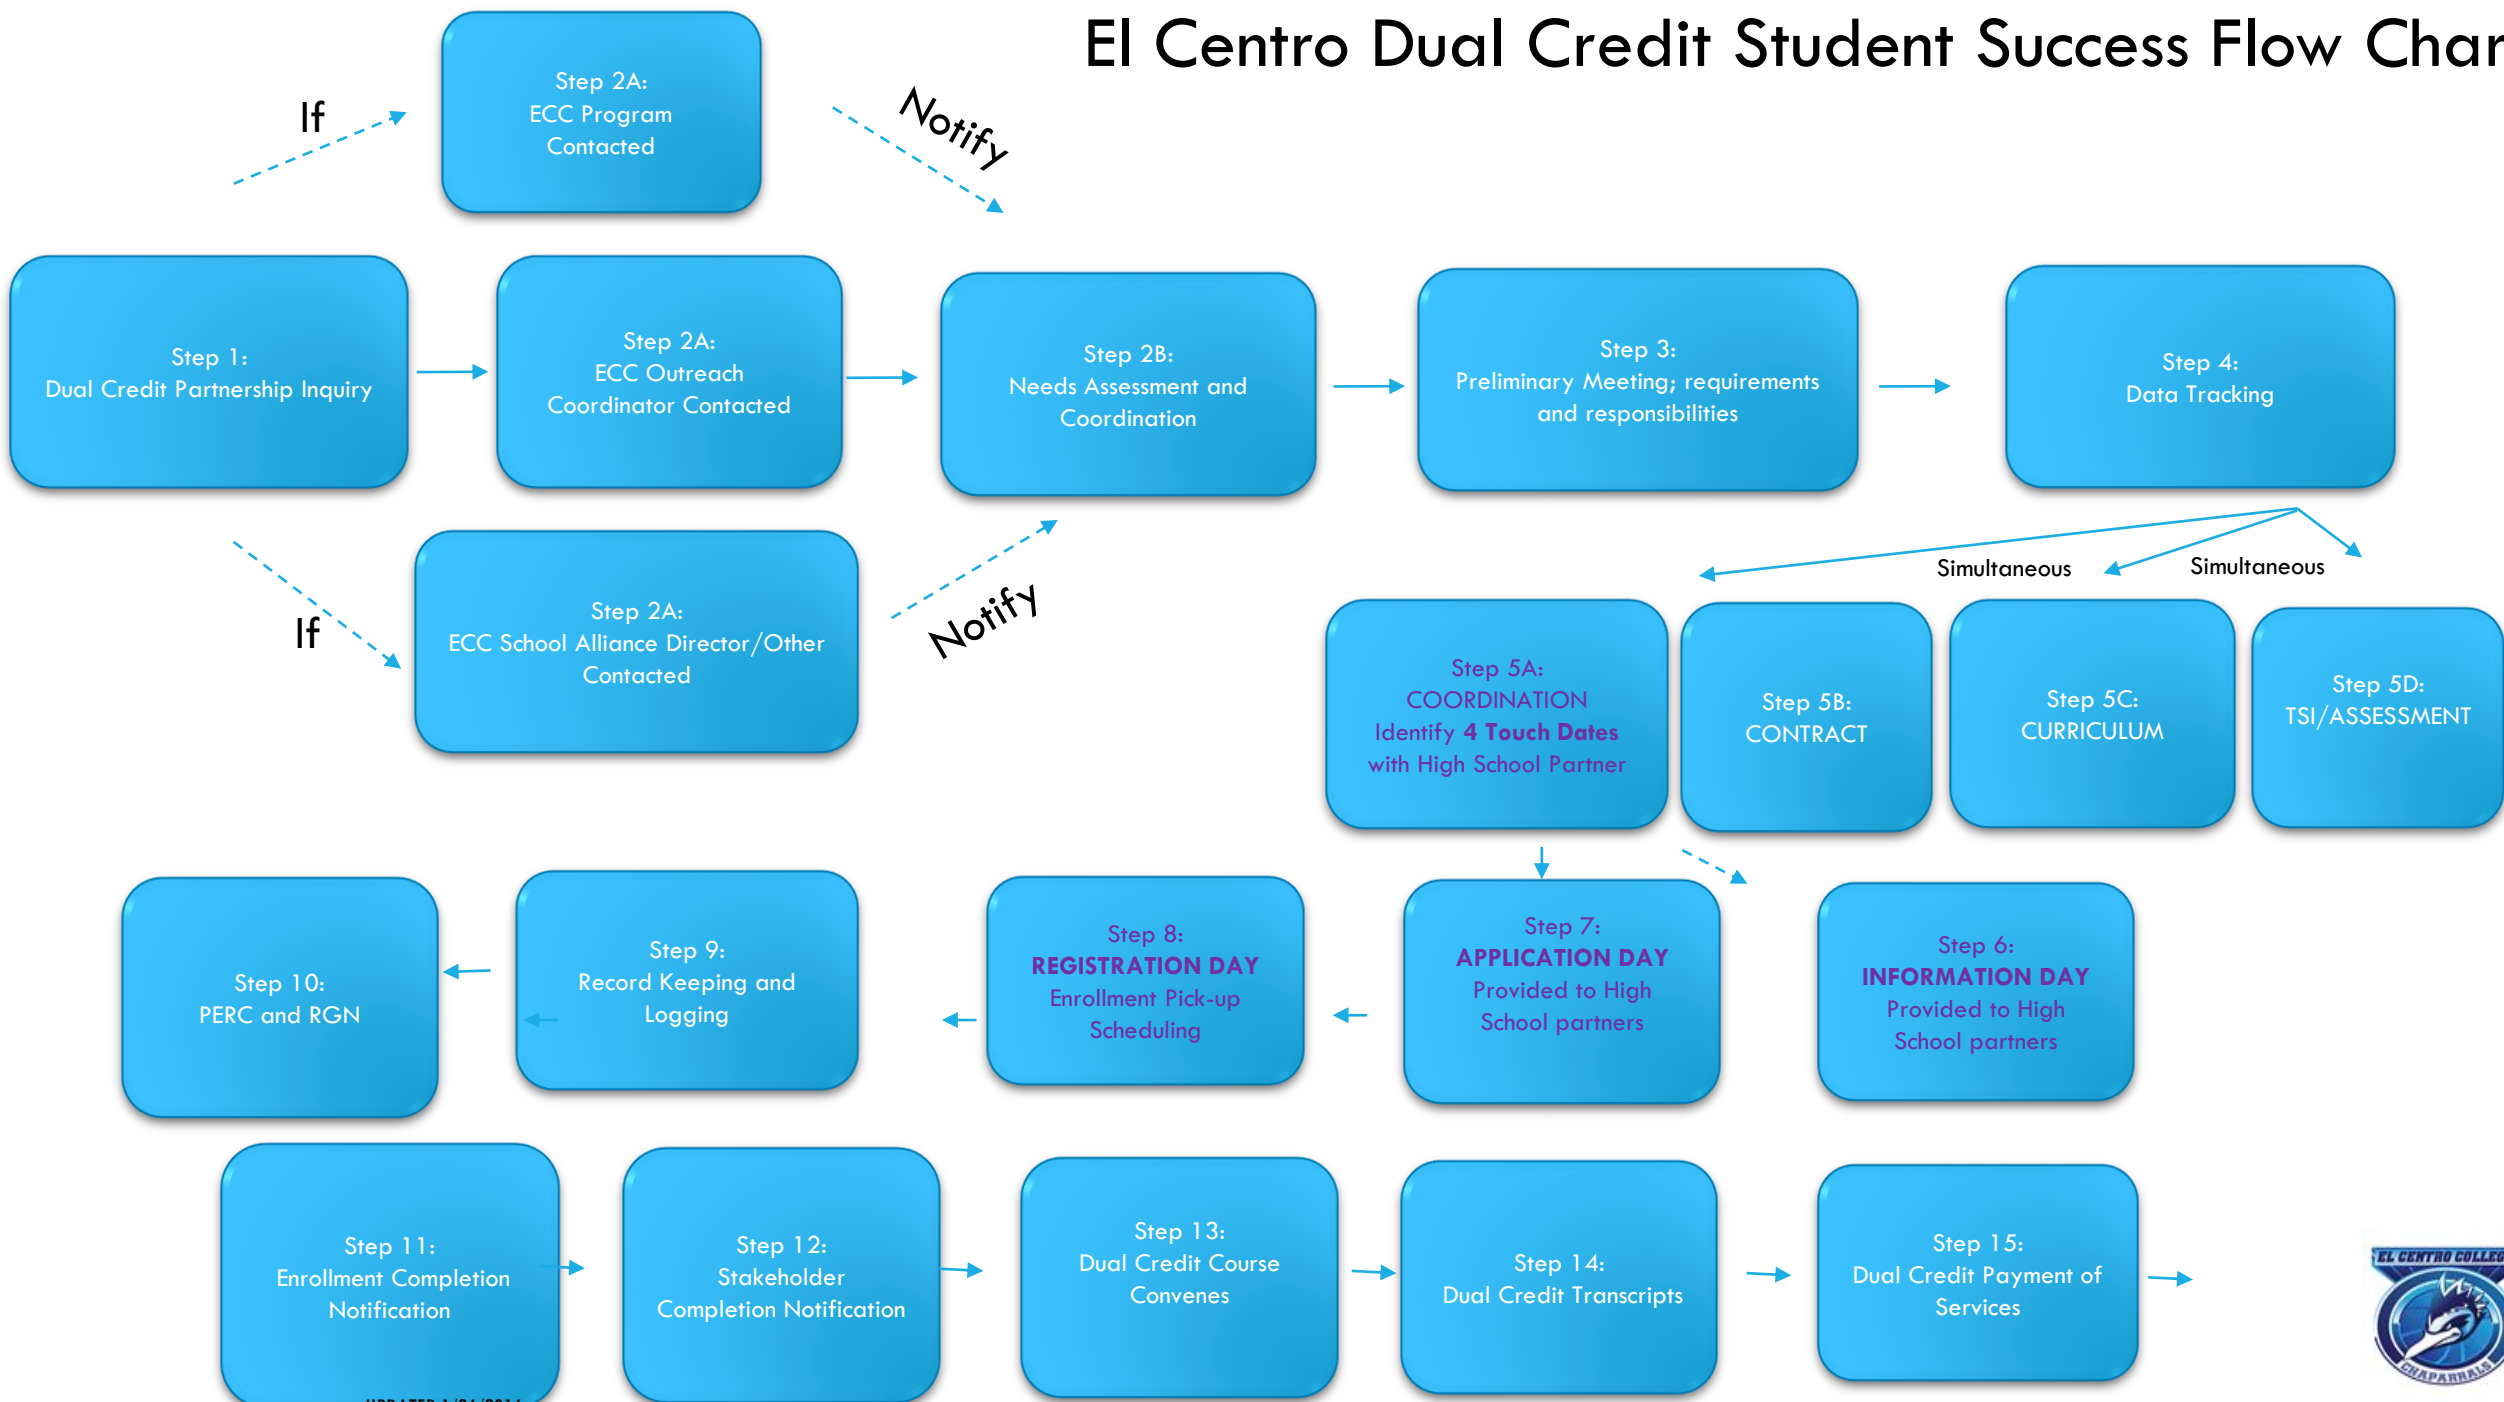 El Centro Dual Credit Student Success Flow Char
If
Step 2A:
ECC Program
Contacted
Notify
Step 1:
Dual Credit Partnership Inquiry
Step 2A:
ECC Outreach
Coordinator Contacted
Step 2B:
Needs Assessment and
Coordination
Step 3:
Preliminary Meeting; requirements
and responsibilities
Step 4:
Data Tracking
If
Step 2A:
ECC School Alliance Director/Other
Contacted
Notify
Simultaneous
Simultaneous
Step 5A:
COORDINATION
Identify 4 Touch Dates
with High School Partner
Step 5B:
CONTRACT
Step 5C:
CURRICULUM
Step 5D:
TSI/ASSESSMENT
Step 10:
PERC and RGN
Step 9:
Record Keeping and
Logging
Step 8:
REGISTRATION DAY
Enrollment Pick-up
Scheduling
Step 7:
APPLICATION DAY
Provided to High
School partners
Step 6:
INFORMATION DAY
Provided to High
School partners
Step 11:
Enrollment Completion
Notification
Step 12:
Stakeholder
Completion Notification
Step 13:
Dual Credit Course
Convenes
Step 14:
Dual Credit Transcripts
Step 15:
Dual Credit Payment of
Services
EL CENTRO COLLEG
CHAPARRALS